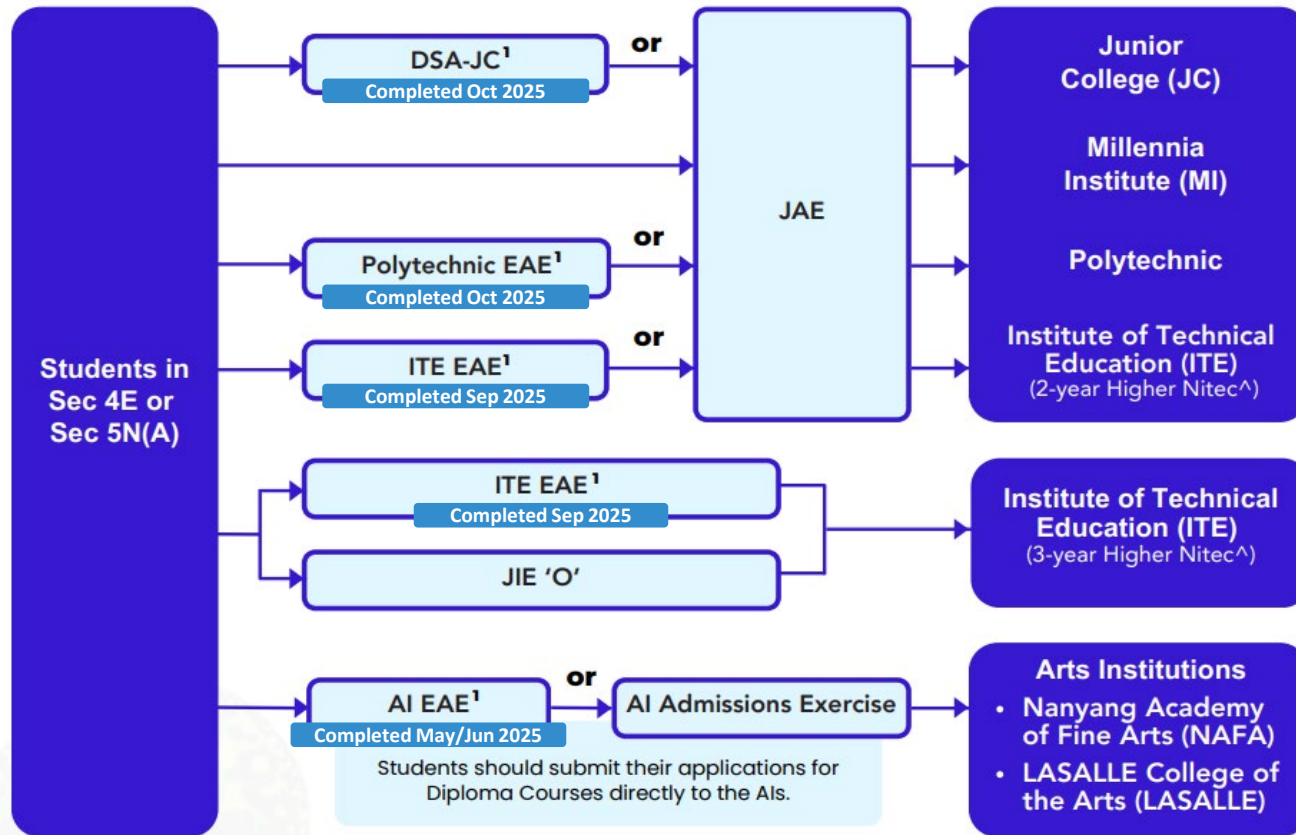 Students in
Sec 4E or
Sec 5N(A)
DSA-JC¹
Completed Oct 2025
or
Polytechnic EAE¹
Completed Oct 2025
or
ITE EAE¹
Completed Sep 2025
or
JAE
Junior
College (JC)
Millennia
Institute (MI)
Polytechnic
Institute of Technical
Education (ITE)
(2-year Higher Nitec^)
ITE EAE¹
Completed Sep 2025
JIE ‘O’
Institute of Technical
Education (ITE)
(3-year Higher Nitec^)
AI EAE¹
Completed May/Jun 2025
or
AI Admissions Exercise
Students should submit their applications for
Diploma Courses directly to the AIs.
Arts Institutions
• Nanyang Academy
of Fine Arts (NAFA)
• LASALLE College of
the Arts (LASALLE)